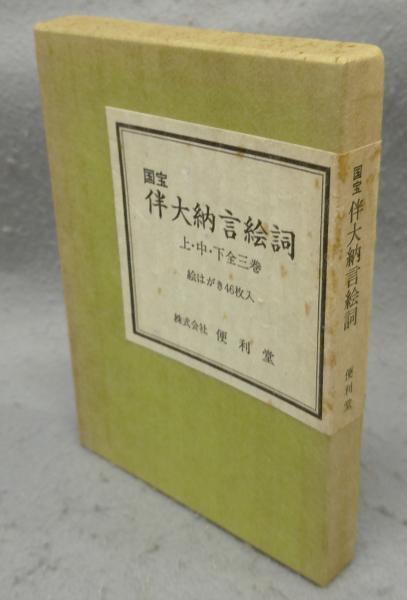 国宝
伴大納言絵詞
上・中・下全三巻
絵はがき46枚入
株式会社 便利堂
国宝 伴大納言絵詞 便利堂